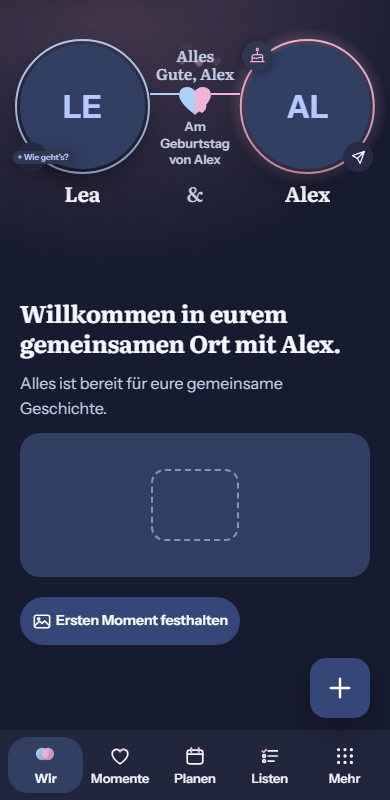 Alles
Gute, Alex
LE
AL
Am
Geburtstag
von Alex
+ Wie geht's?
Lea
&
Alex
Willkommen in eurem
gemeinsamen Ort mit Alex.
Alles ist bereit für eure gemeinsame
Geschichte.
Ersten Moment festhalten
Wir
Momente
Planen
Listen
Mehr